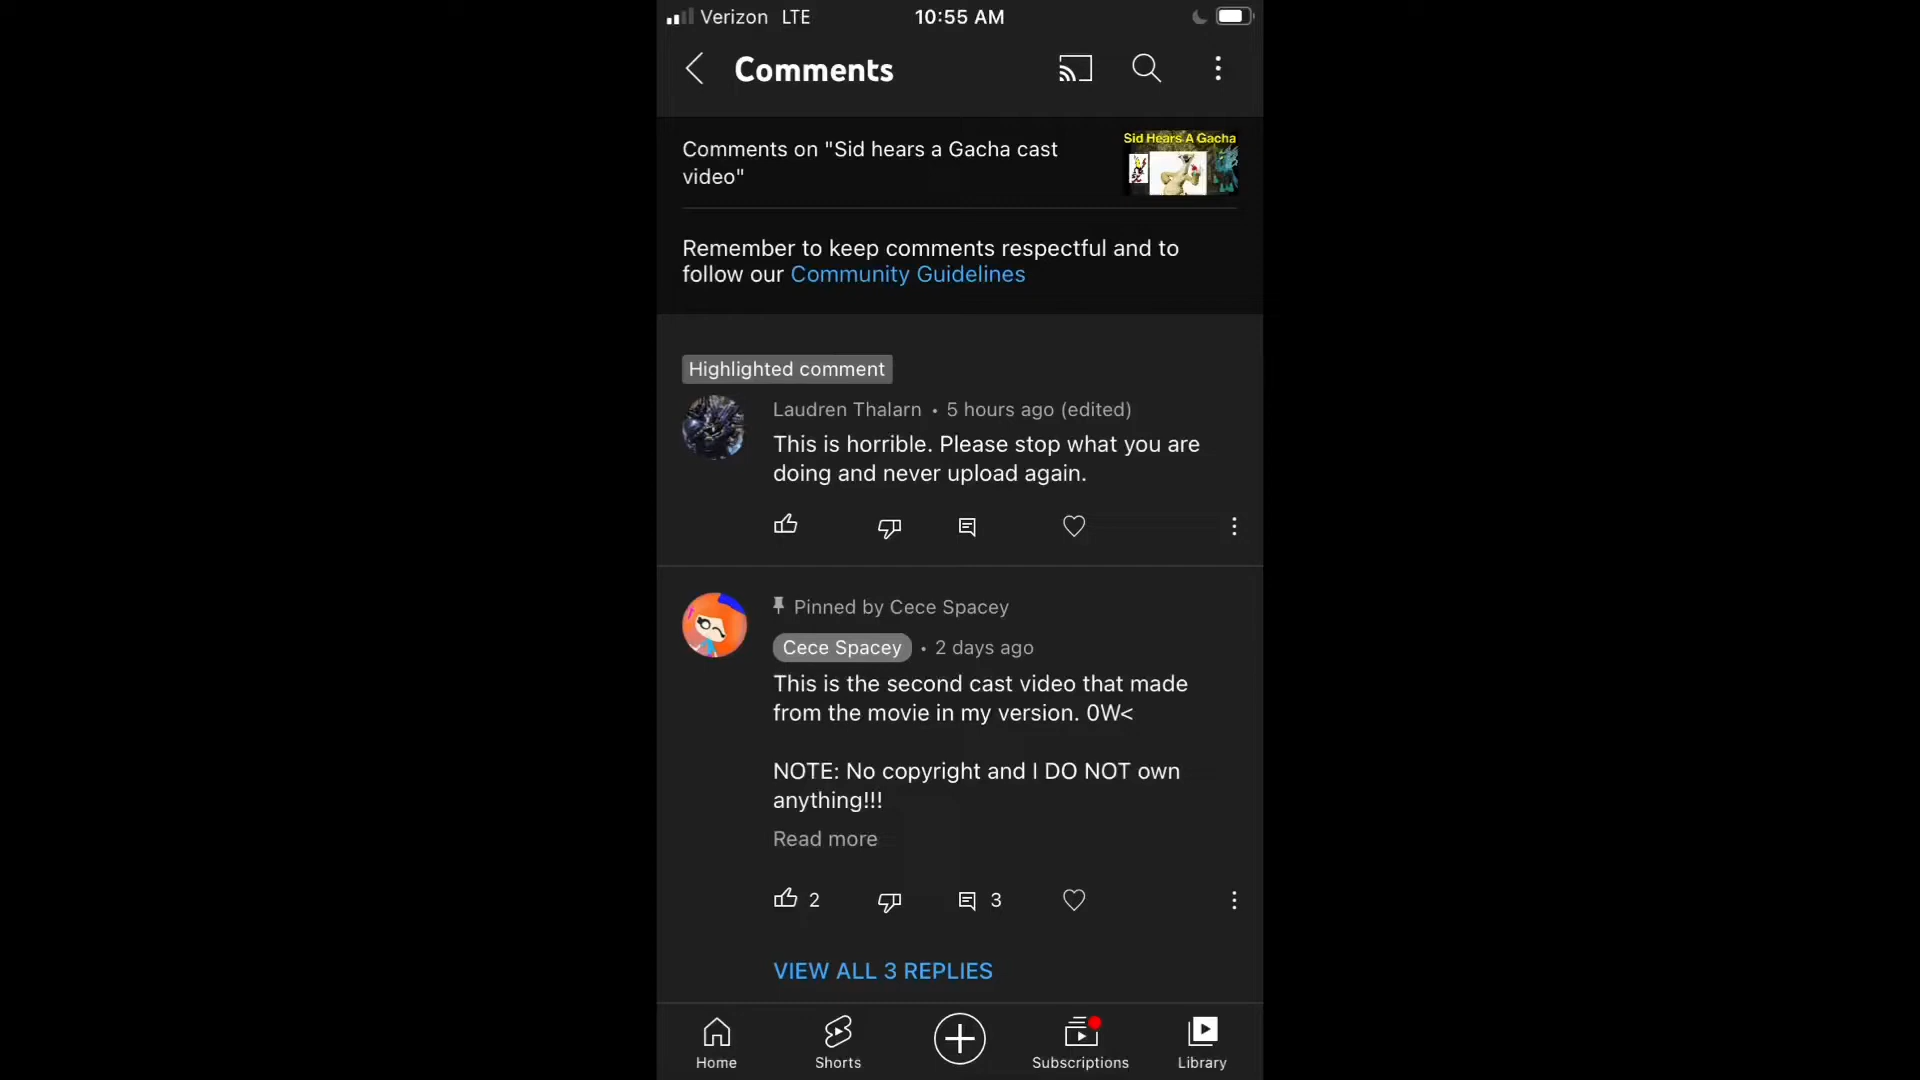 Verizon LTE 10:55 AM
Comments
Comments on "Sid hears a Gacha cast
video"
Sid Hears A Gacha
Remember to keep comments respectful and to
follow our Community Guidelines
Highlighted comment
Laudren Thalarn • 5 hours ago (edited)
This is horrible. Please stop what you are
doing and never upload again.
Pinned by Cece Spacey
Cece Spacey • 2 days ago
This is the second cast video that made
from the movie in my version. 0W<
NOTE: No copyright and I DO NOT own
anything!!!
Read more
2 3
VIEW ALL 3 REPLIES
Home Shorts Subscriptions Library